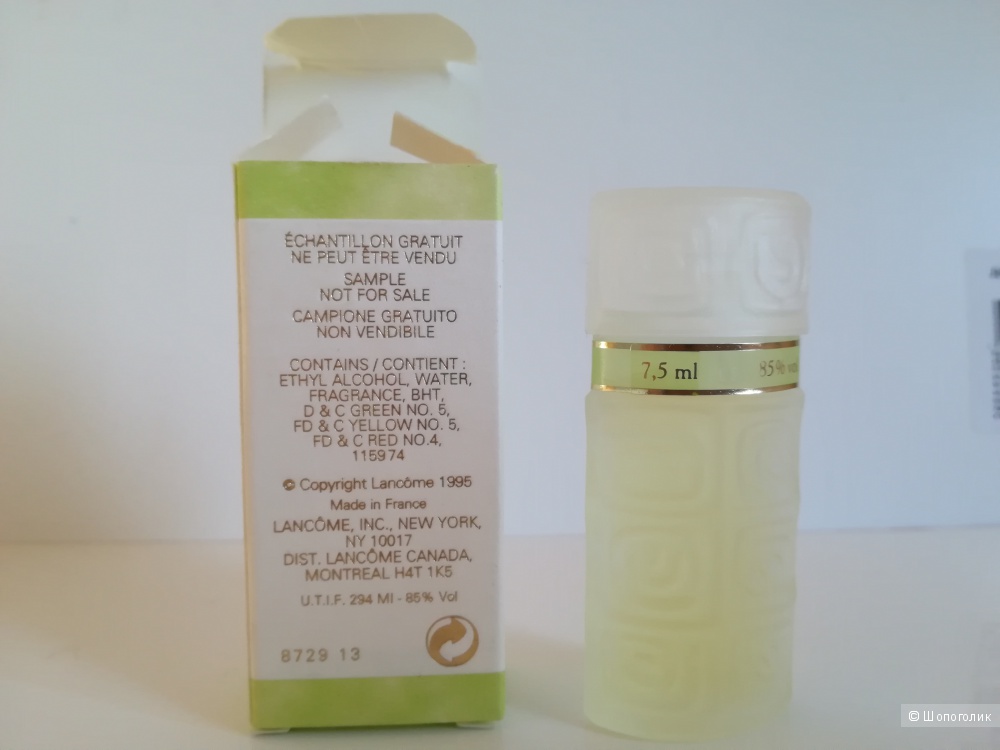 ÉCHANTILLON GRATUIT
NE PEUT ÊTRE VENDU
SAMPLE
NOT FOR SALE
CAMPIONE GRATUITO
NON VENDIBILE
CONTAINS / CONTIENT :
ETHYL ALCOHOL, WATER,
FRAGRANCE, BHT,
D & C GREEN NO. 5,
FD & C YELLOW NO. 5,
FD & C RED NO.4,
115974
© Copyright Lancôme 1995
Made in France
LANCÔME, INC., NEW YORK,
NY 10017
DIST. LANCÔME CANADA,
MONTREAL H4T 1K5
U.T.I.F. 294 MI - 85% Vol
8729 13
7,5 ml 85%
© Шопоголик